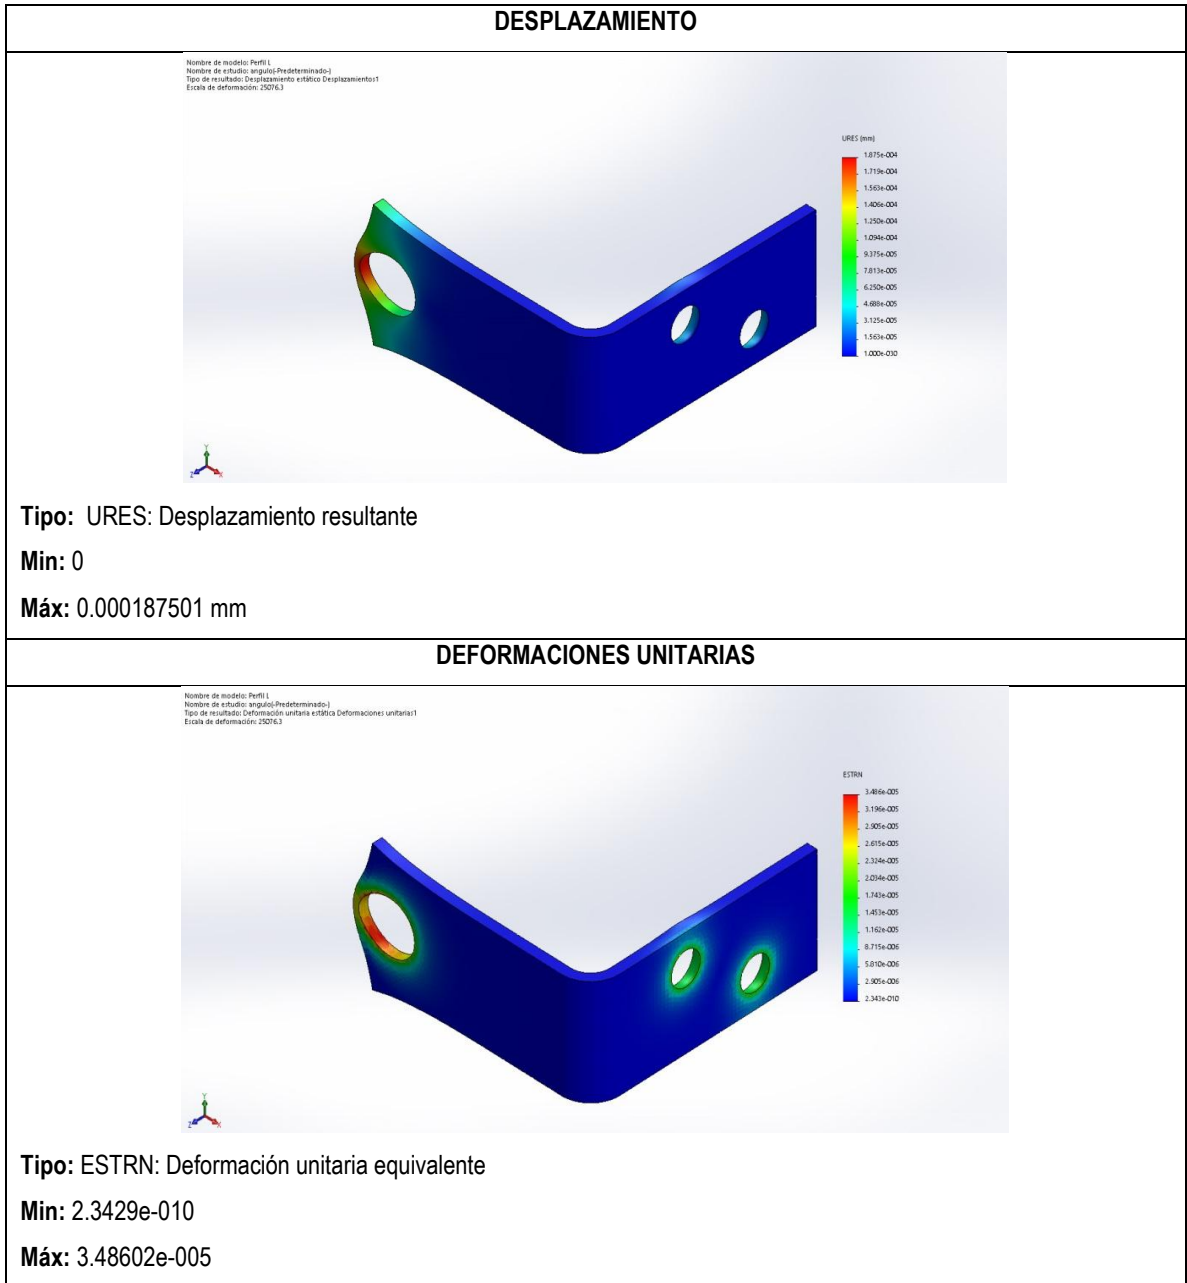 DESPLAZAMIENTO
Nombre de modelo: Perfil L
Nombre de estudio: angulo(-Predeterminado-)
Tipo de resultado: Desplazamiento estático Desplazamientos1
Escala de deformación: 25076.3
URES (mm)
1.875e-004
1.719e-004
1.563e-004
1.406e-004
1.250e-004
1.094e-004
9.375e-005
7.813e-005
6.250e-005
4.688e-005
3.125e-005
1.563e-005
1.000e-030
Y
Z
X
Tipo: URES: Desplazamiento resultante
Min: 0
Máx: 0.000187501 mm
DEFORMACIONES UNITARIAS
Nombre de modelo: Perfil L
Nombre de estudio: angulo(-Predeterminado-)
Tipo de resultado: Deformación unitaria estática Deformaciones unitarias1
Escala de deformación: 25076.3
ESTRN
3.486e-005
3.196e-005
2.905e-005
2.615e-005
2.324e-005
2.034e-005
1.743e-005
1.453e-005
1.162e-005
8.715e-006
5.810e-006
2.905e-006
2.343e-010
Y
Z
X
Tipo: ESTRN: Deformación unitaria equivalente
Min: 2.3429e-010
Máx: 3.48602e-005